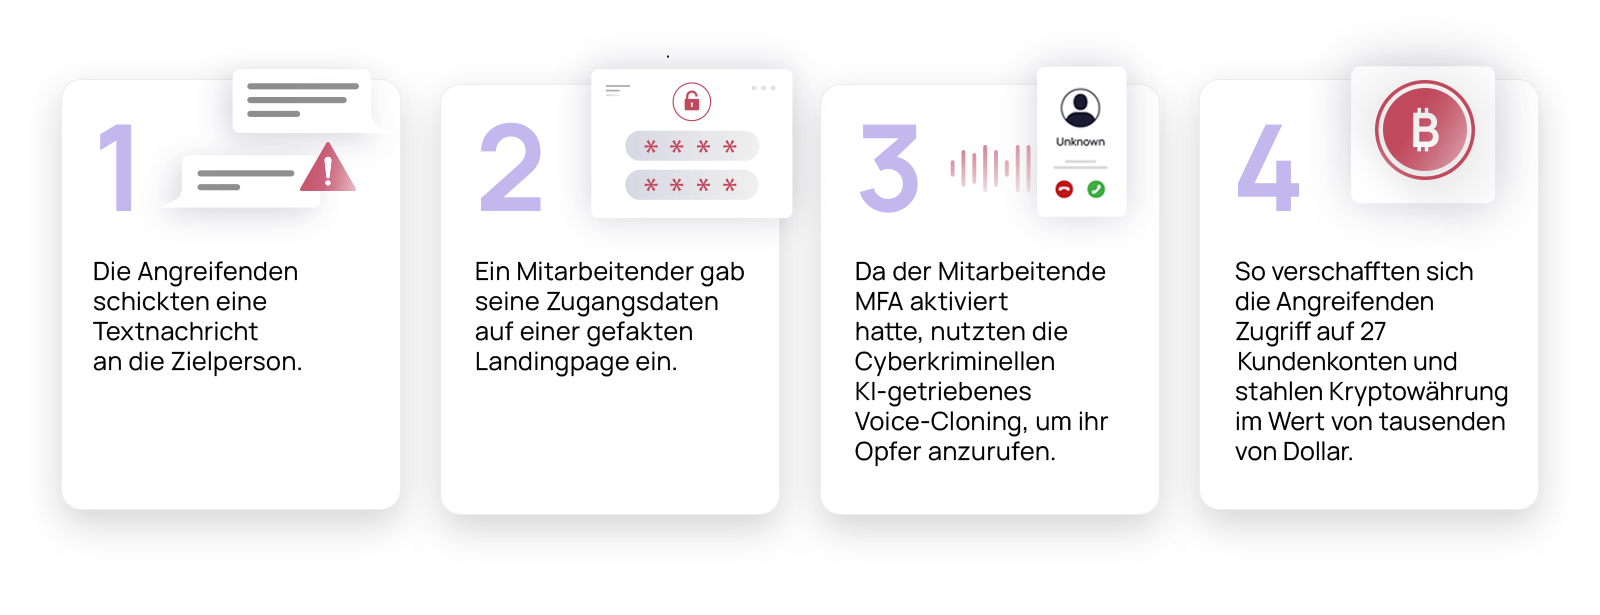 1
Die Angreifenden
schickten eine
Textnachricht
an die Zielperson.
2
* * * *
* * * *
Ein Mitarbeitender gab
seine Zugangsdaten
auf einer gefakten
Landingpage ein.
3
Unknown
Da der Mitarbeitende
MFA aktiviert
hatte, nutzten die
Cyberkriminellen
KI-getriebenes
Voice-Cloning, um ihr
Opfer anzurufen.
4
So verschafften sich
die Angreifenden
Zugriff auf 27
Kundenkonten und
stahlen Kryptowährung
im Wert von tausenden
von Dollar.